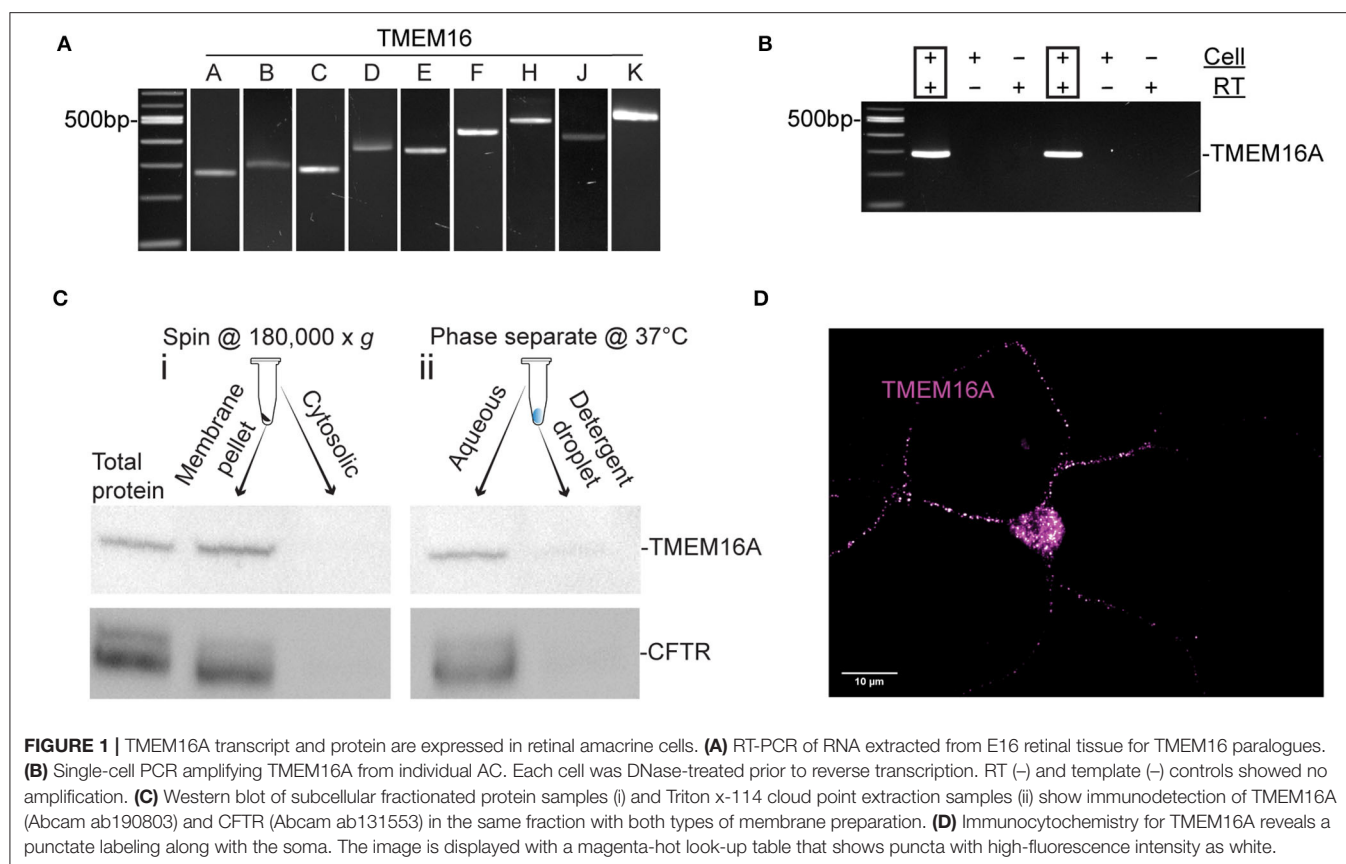 A
TMEM16
A B C D E F H J K
500bp-
B
+ + – + + – Cell
+ – + + – + RT
500bp-
-TMEM16A
C
Spin @ 180,000 x g
i
Membrane pellet
Cytosolic
Total protein
Phase separate @ 37°C
ii
Aqueous
Detergent droplet
-TMEM16A
-CFTR
D
TMEM16A
10 µm
FIGURE 1 | TMEM16A transcript and protein are expressed in retinal amacrine cells. (A) RT-PCR of RNA extracted from E16 retinal tissue for TMEM16 paralogues.
(B) Single-cell PCR amplifying TMEM16A from individual AC. Each cell was DNase-treated prior to reverse transcription. RT (–) and template (–) controls showed no
amplification. (C) Western blot of subcellular fractionated protein samples (i) and Triton x-114 cloud point extraction samples (ii) show immunodetection of TMEM16A
(Abcam ab190803) and CFTR (Abcam ab131553) in the same fraction with both types of membrane preparation. (D) Immunocytochemistry for TMEM16A reveals a
punctate labeling along with the soma. The image is displayed with a magenta-hot look-up table that shows puncta with high-fluorescence intensity as white.